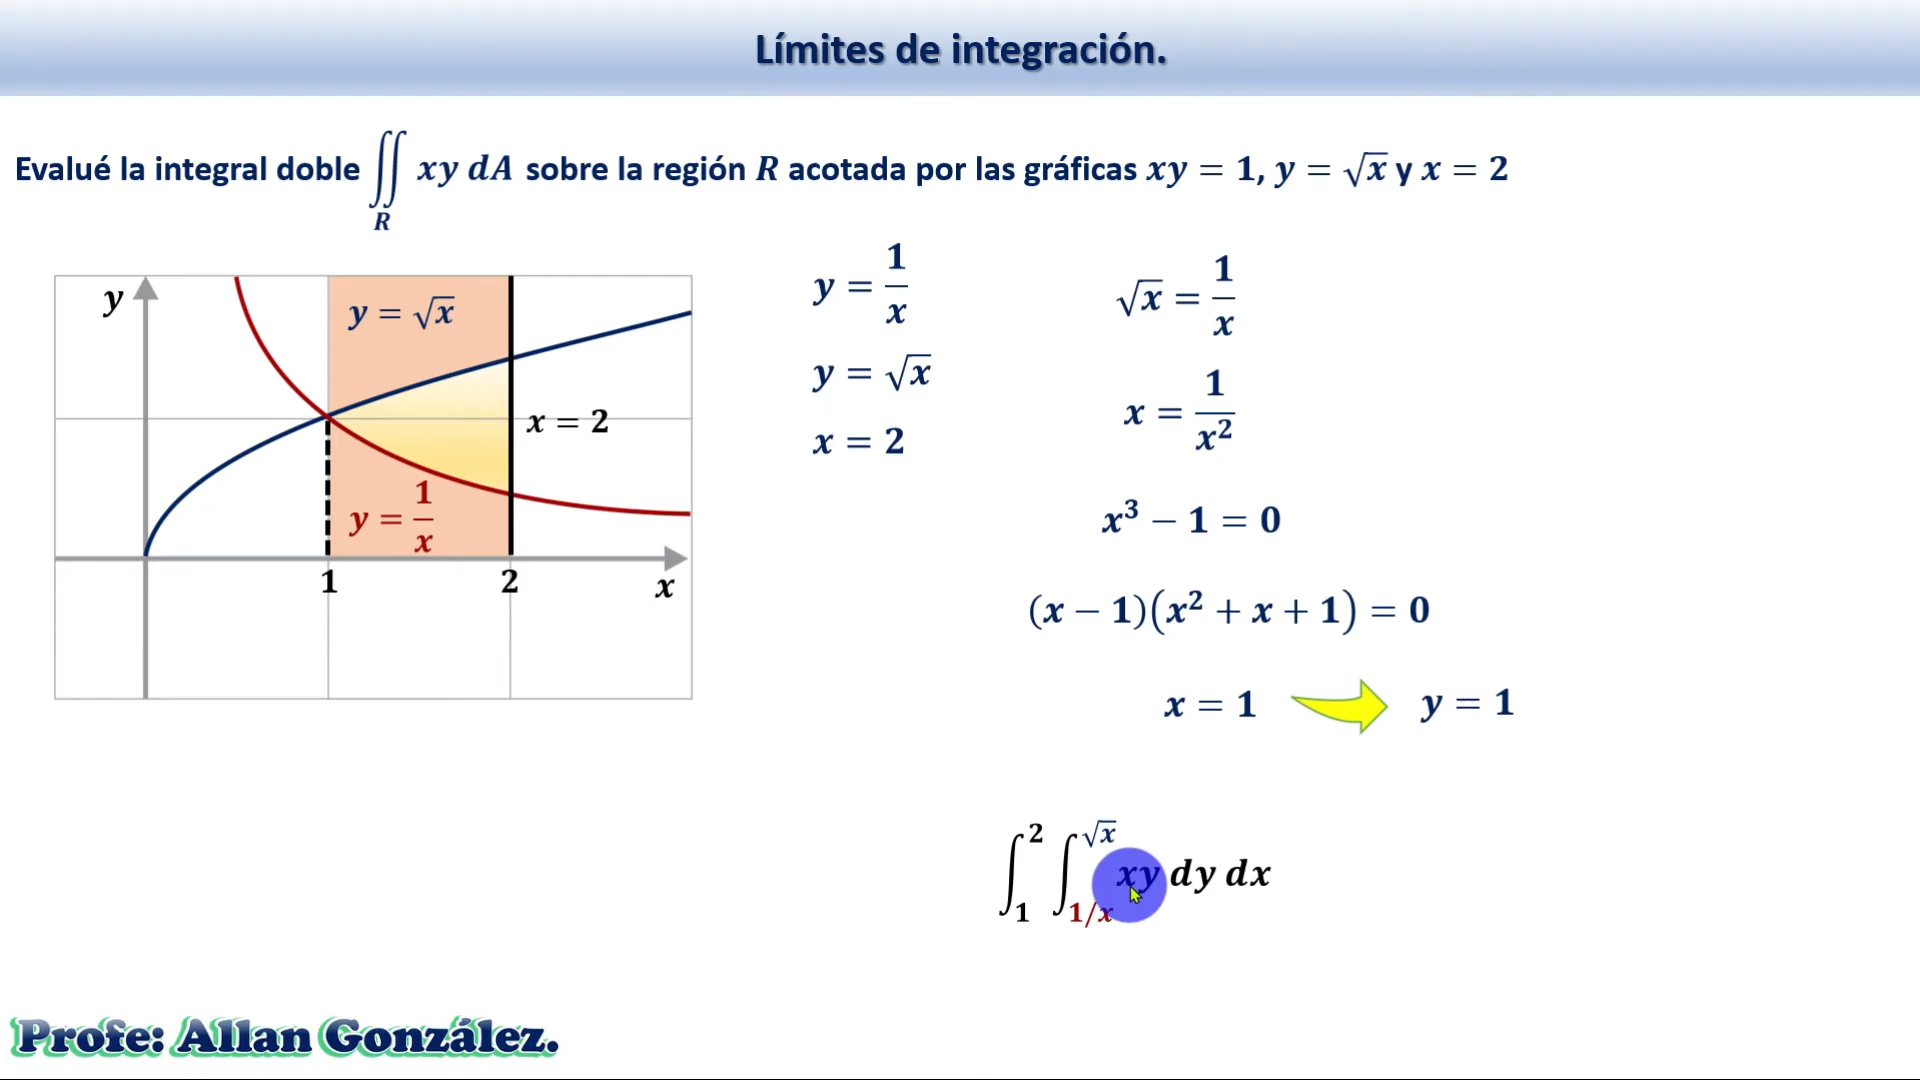 Límites de integración.
Evalué la integral doble ∬_R xy dA sobre la región R acotada por las gráficas xy = 1, y = √x y x = 2
y
y = √x
x = 2
y = 1/x
1
2
x
y = 1/x
y = √x
x = 2
√x = 1/x
x = 1/x²
x³ − 1 = 0
(x − 1)(x² + x + 1) = 0
x = 1
y = 1
∫_1^2 ∫_{1/x}^{√x} xy dy dx
Profe: Allan González.